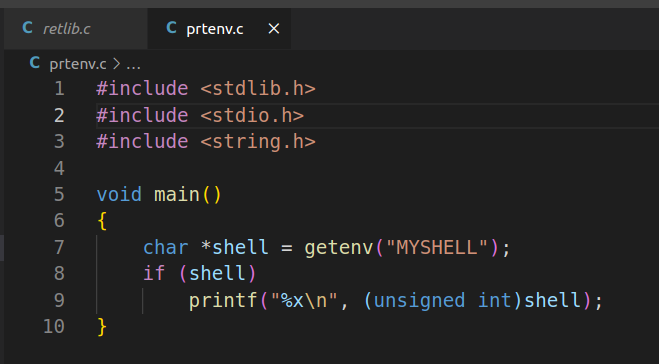 C retlib.c C prtenv.c ×
C prtenv.c > ...
1 #include <stdlib.h>
2 #include <stdio.h>
3 #include <string.h>
4
5 void main()
6 {
7     char *shell = getenv("MYSHELL");
8     if (shell)
9         printf("%x\n", (unsigned int)shell);
10 }